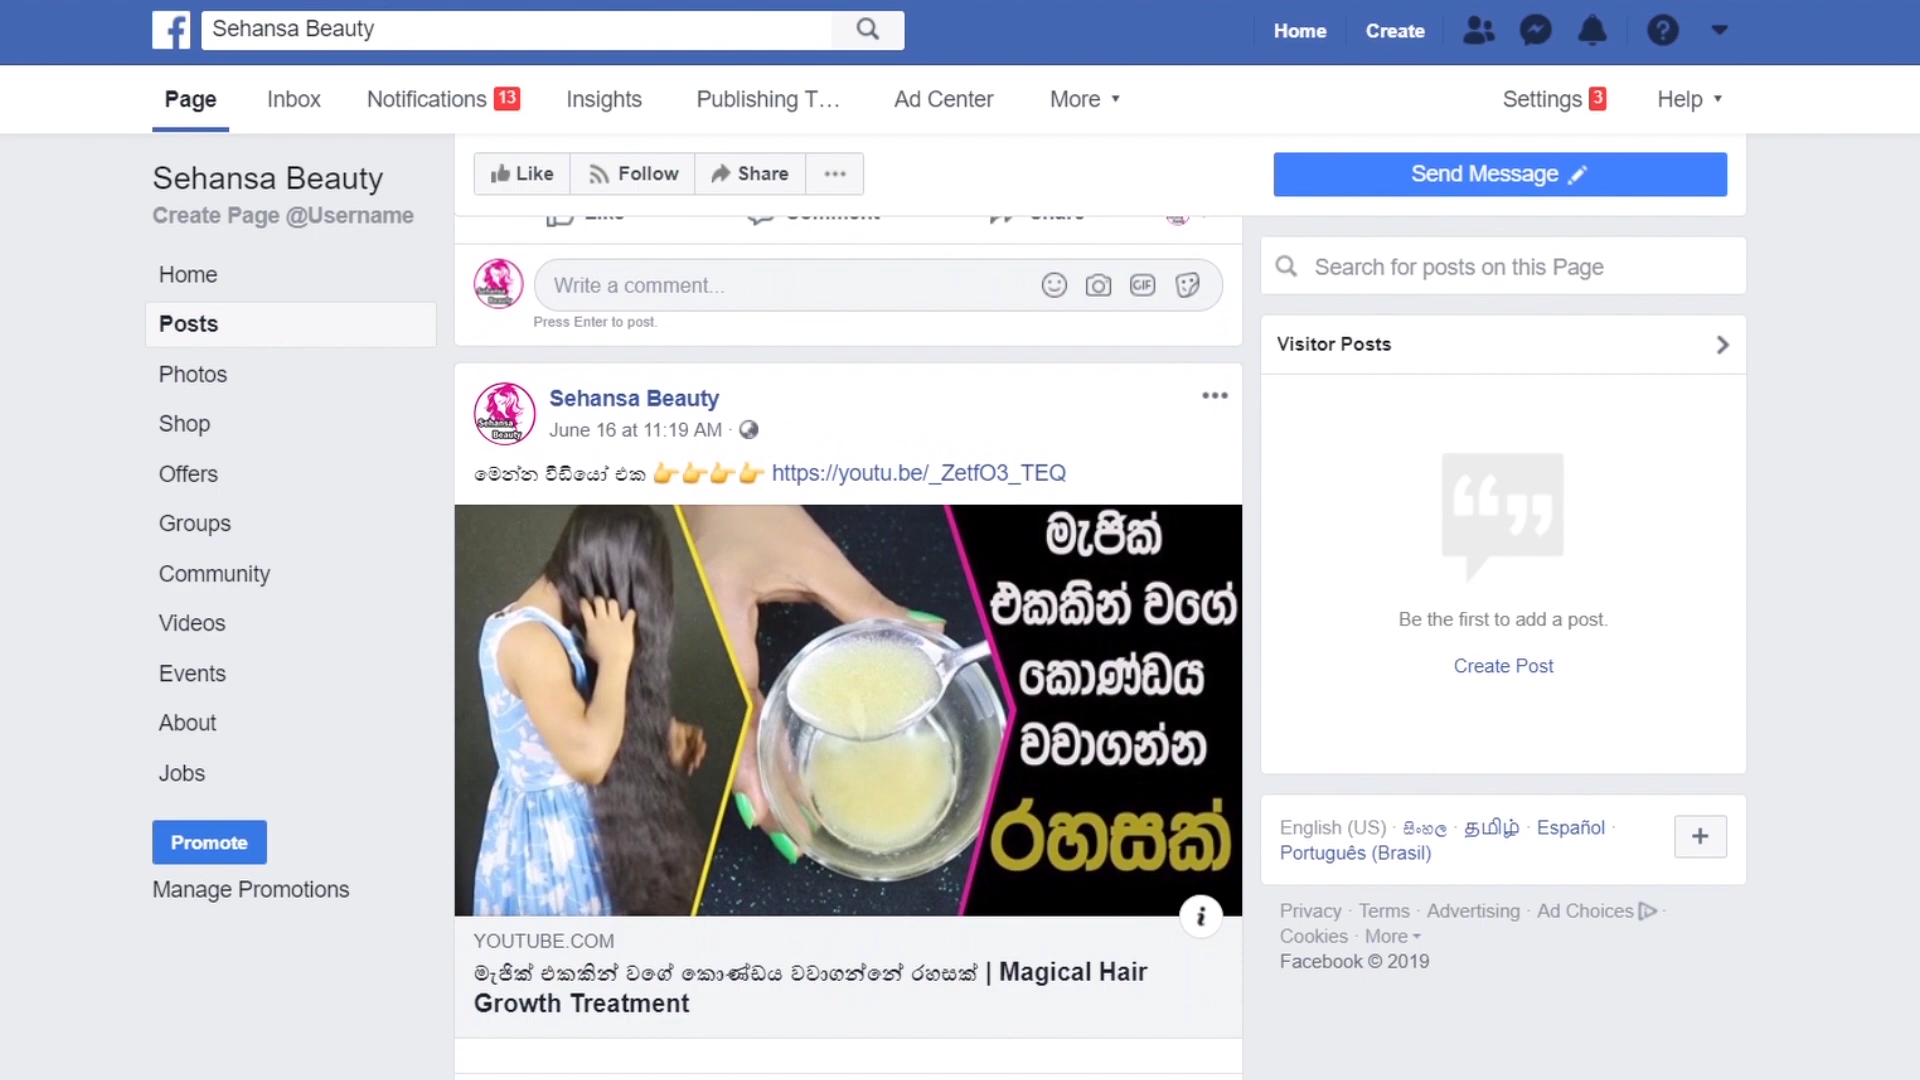 Sehansa Beauty
Home
Create
Page
Inbox
Notifications 13
Insights
Publishing T...
Ad Center
More
Settings 3
Help
Sehansa Beauty
Create Page @Username
Home
Posts
Photos
Shop
Offers
Groups
Community
Videos
Events
About
Jobs
Promote
Manage Promotions
Like
Follow
Share
Send Message
Like Comment Share
Write a comment...
GIF
Press Enter to post.
Sehansa Beauty
June 16 at 11:19 AM ·
මෙන්න වීඩියෝ එක 👉👉👉👉 https://youtu.be/_ZetfO3_TEQ
මැජික්
එකකින් වගේ
කොණ්ඩය
වවාගන්න
රහසක්
YOUTUBE.COM
මැජික් එකකින් වගේ කොණ්ඩය වවාගන්නේ රහසක් | Magical Hair
Growth Treatment
Search for posts on this Page
Visitor Posts
Be the first to add a post.
Create Post
English (US) · සිංහල · தமிழ் · Español ·
Português (Brasil)
Privacy · Terms · Advertising · Ad Choices ·
Cookies · More
Facebook © 2019